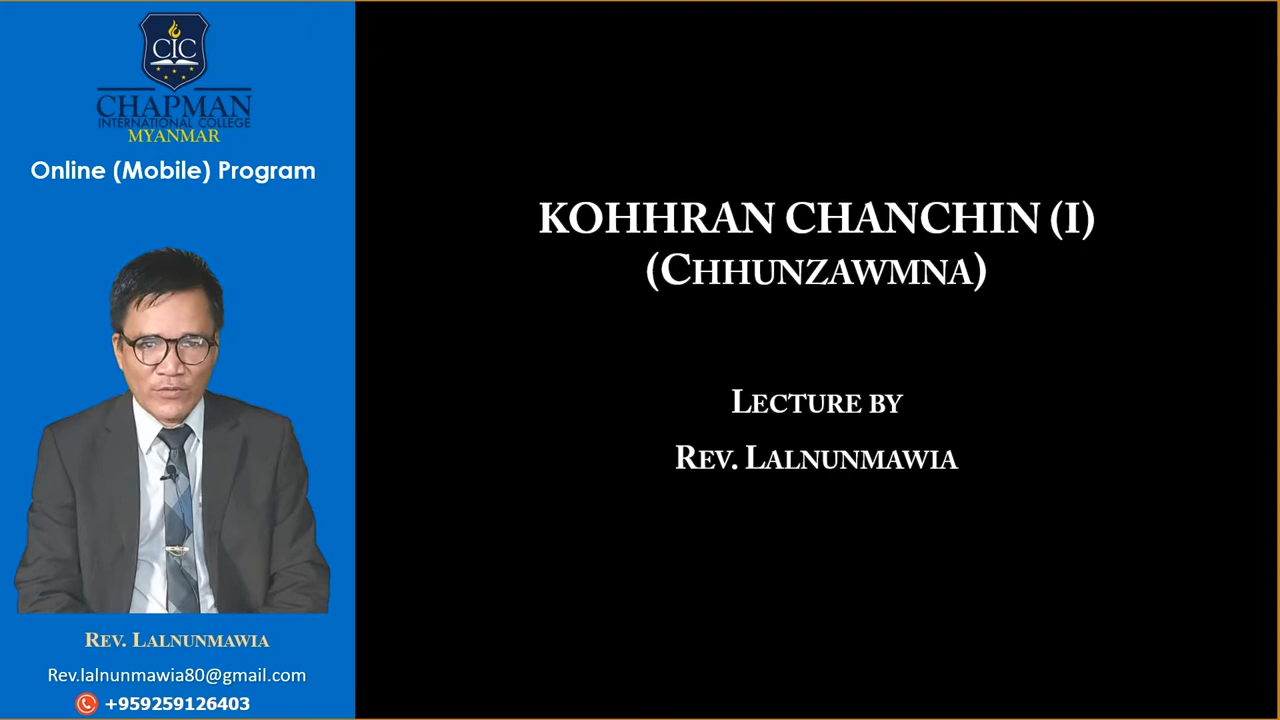 CIC
CHAPMAN
INTERNATIONAL COLLEGE
MYANMAR
Online (Mobile) Program
REV. LALNUNMAWIA
Rev.lalnunmawia80@gmail.com
+959259126403
KOHHRAN CHANCHIN (I)
(CHHUNZAWMNA)
LECTURE BY
REV. LALNUNMAWIA